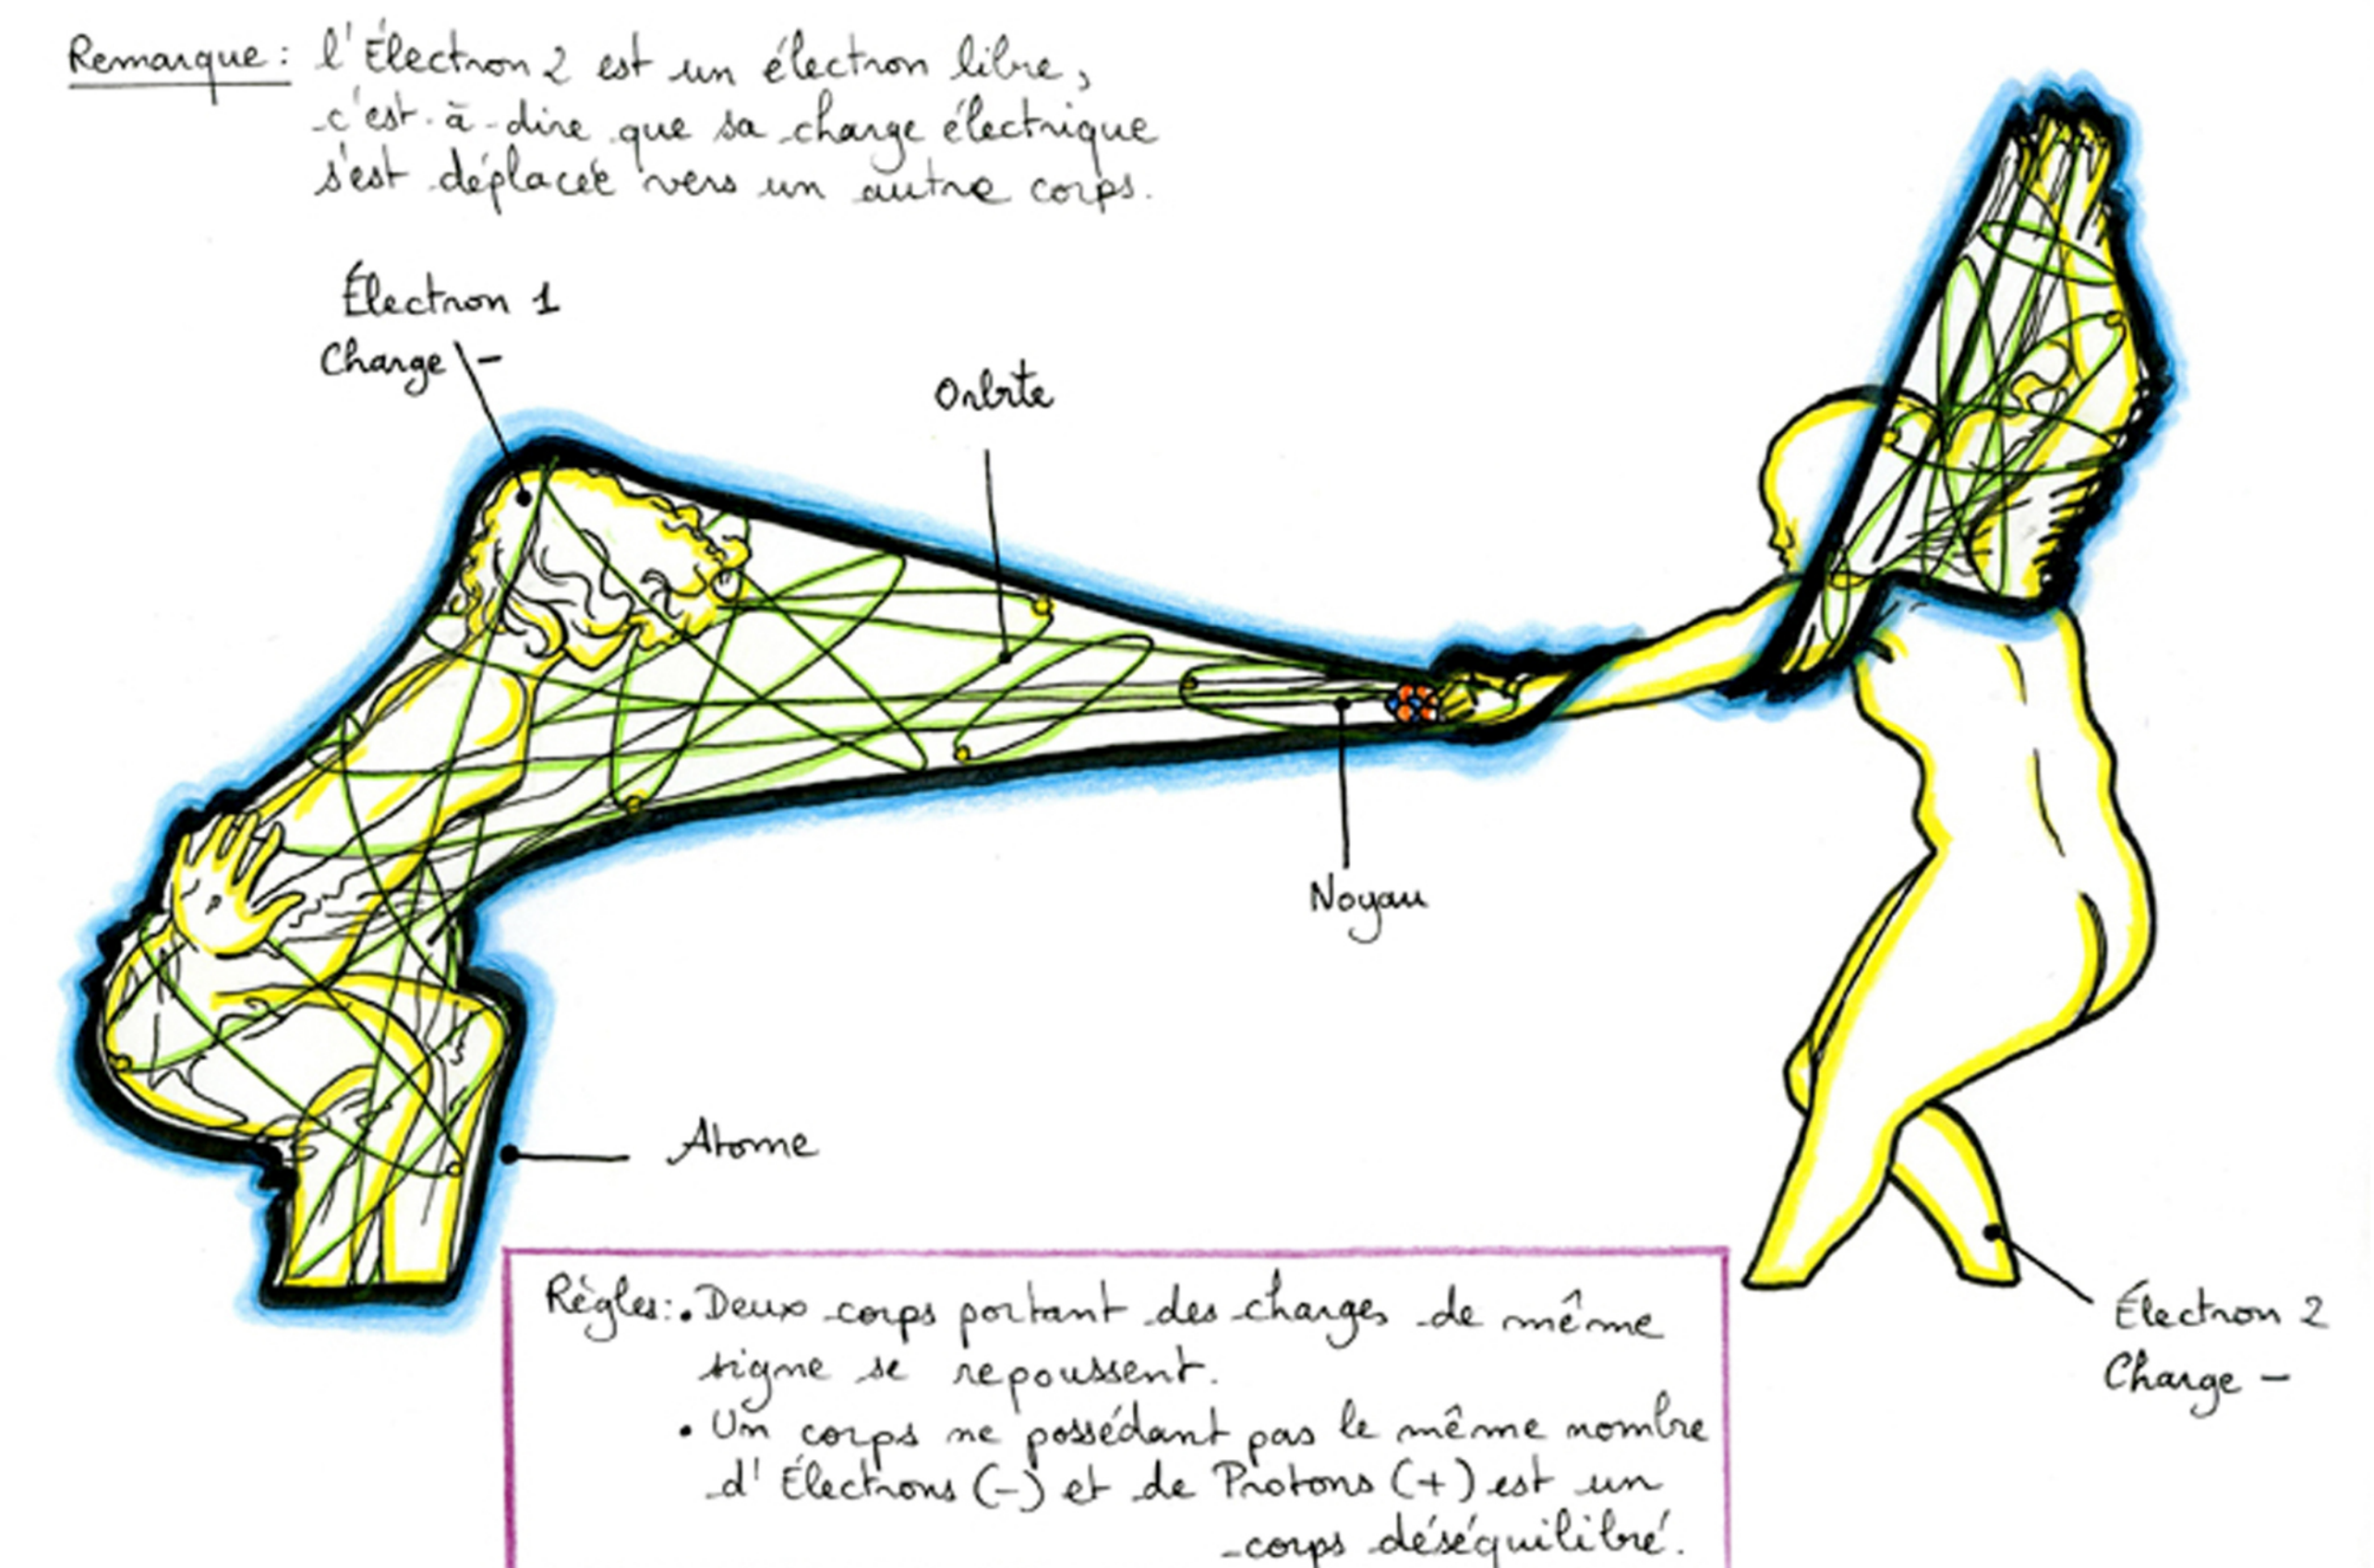 Remarque : l'Électron 2 est un électron libre,
c'est-à-dire que sa charge électrique
s'est déplacée vers un autre corps.
Électron 1
Charge -
Orbite
Noyau
Atome
Électron 2
Charge -
Règles : • Deux corps portant des charges de même
signe se repoussent.
• Un corps ne possédant pas le même nombre
d'Électrons (-) et de Protons (+) est un
corps déséquilibré.